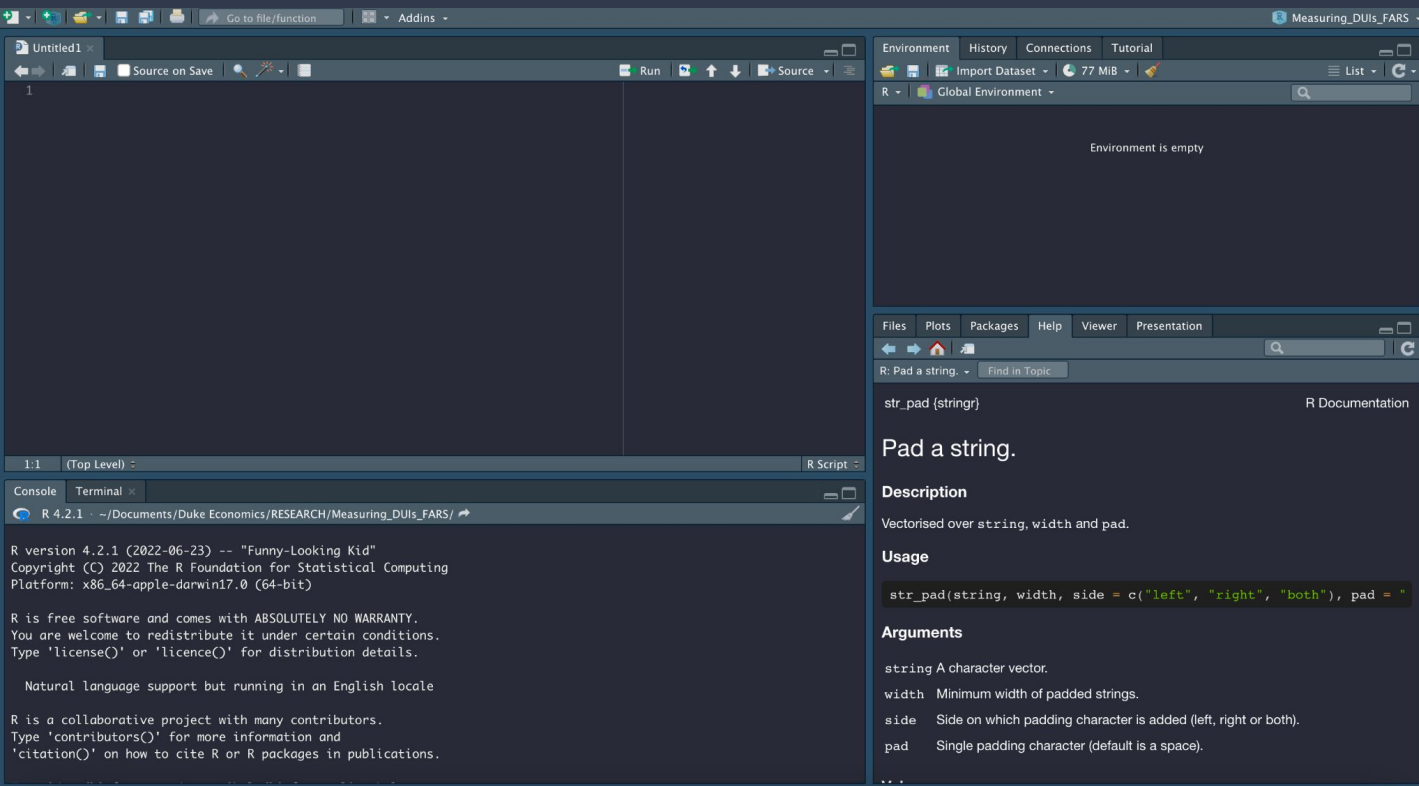 Go to file/function
Addins
Measuring_DUIs_FARS
Untitled1
Source on Save
Run
Source
1
1:1
(Top Level)
R Script
Console
Terminal
R 4.2.1 · ~/Documents/Duke Economics/RESEARCH/Measuring_DUIs_FARS/
R version 4.2.1 (2022-06-23) -- "Funny-Looking Kid"
Copyright (C) 2022 The R Foundation for Statistical Computing
Platform: x86_64-apple-darwin17.0 (64-bit)
R is free software and comes with ABSOLUTELY NO WARRANTY.
You are welcome to redistribute it under certain conditions.
Type 'license()' or 'licence()' for distribution details.
Natural language support but running in an English locale
R is a collaborative project with many contributors.
Type 'contributors()' for more information and
'citation()' on how to cite R or R packages in publications.
Environment
History
Connections
Tutorial
Import Dataset
77 MiB
List
R
Global Environment
Environment is empty
Files
Plots
Packages
Help
Viewer
Presentation
R: Pad a string.
Find in Topic
str_pad {stringr}
R Documentation
Pad a string.
Description
Vectorised over string, width and pad.
Usage
str_pad(string, width, side = c("left", "right", "both"), pad = "
Arguments
string A character vector.
width Minimum width of padded strings.
side Side on which padding character is added (left, right or both).
pad Single padding character (default is a space).